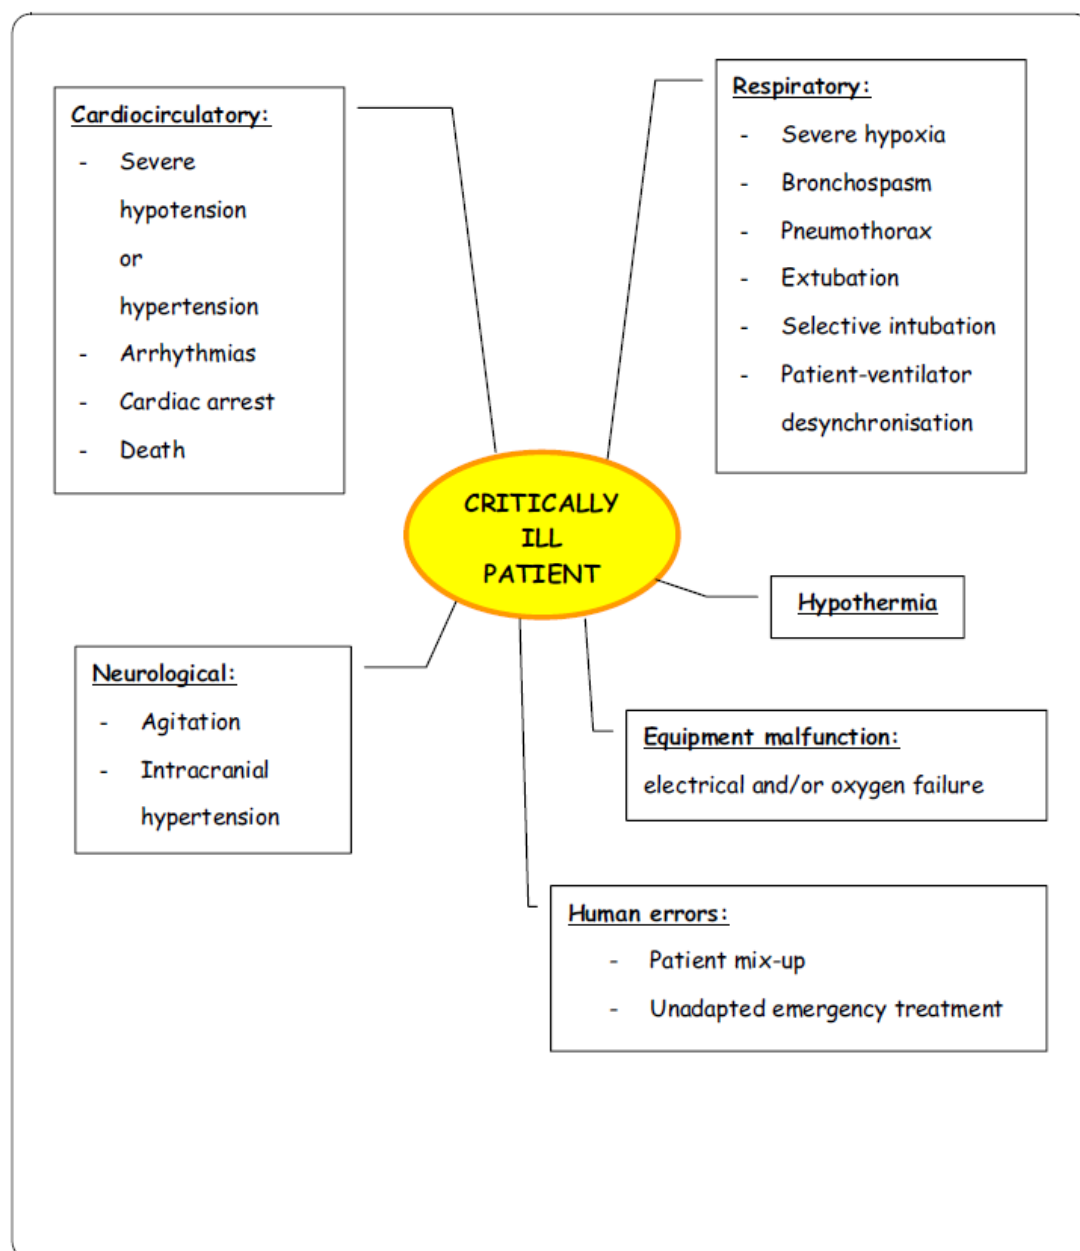 Cardiocirculatory:
- Severe
hypotension
or
hypertension
- Arrhythmias
- Cardiac arrest
- Death
Respiratory:
- Severe hypoxia
- Bronchospasm
- Pneumothorax
- Extubation
- Selective intubation
- Patient-ventilator
desynchronisation
CRITICALLY
ILL
PATIENT
Hypothermia
Neurological:
- Agitation
- Intracranial
hypertension
Equipment malfunction:
electrical and/or oxygen failure
Human errors:
- Patient mix-up
- Unadapted emergency treatment